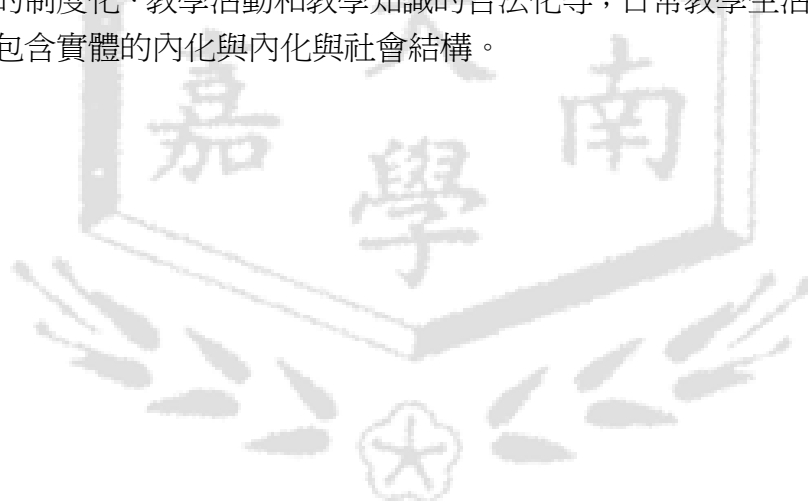 的制度化、教學活動和教學知識的合法化等，日常教學生活
包含實體的內化與內化與社會結構。
嘉
大
南
學